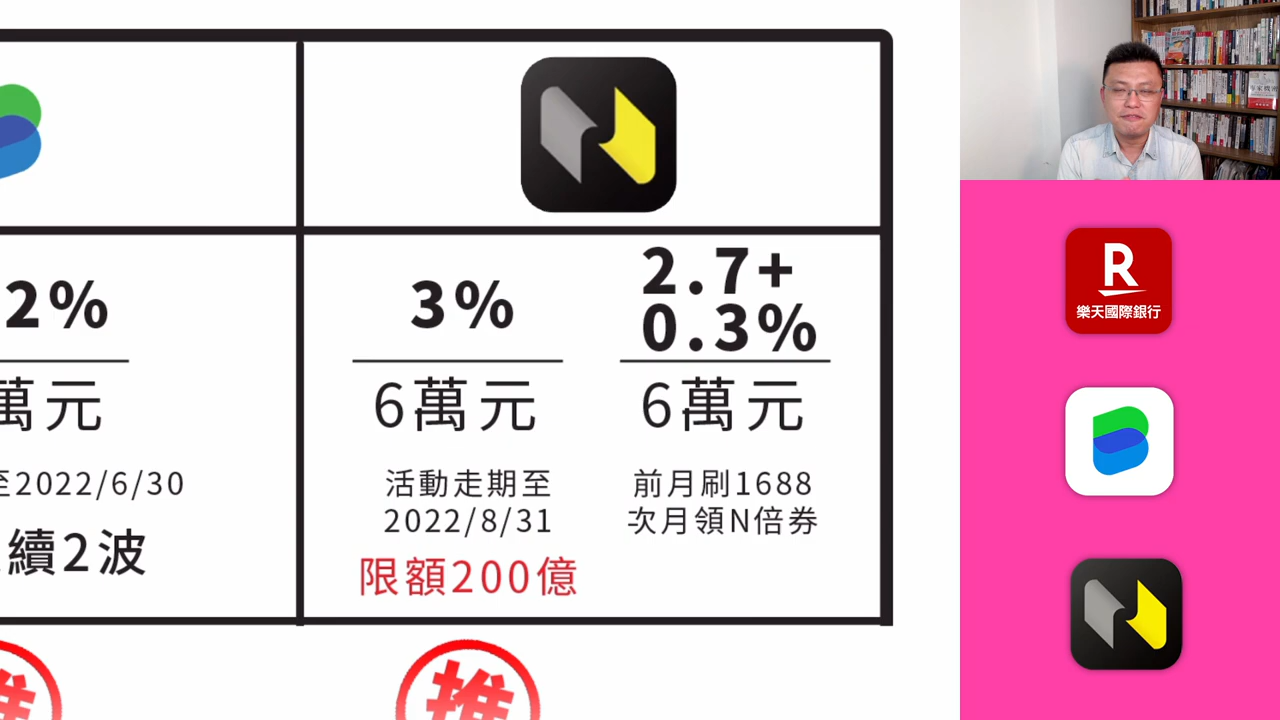 2%
萬元
至2022/6/30
續2波
3%
6萬元
活動走期至
2022/8/31
限額200億
2.7+
0.3%
6萬元
前月刷1688
次月領N倍券
推
推
R
樂天國際銀行